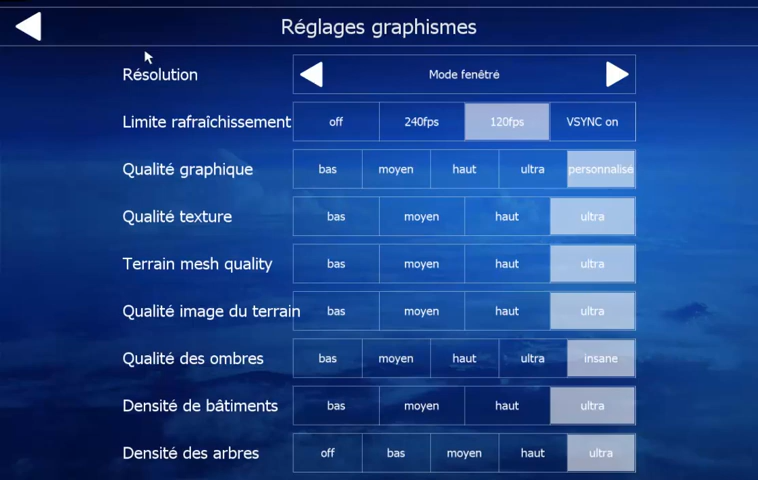 Réglages graphismes
Résolution Mode fenêtré
Limite rafraîchissement off 240fps 120fps VSYNC on
Qualité graphique bas moyen haut ultra personnalisé
Qualité texture bas moyen haut ultra
Terrain mesh quality bas moyen haut ultra
Qualité image du terrain bas moyen haut ultra
Qualité des ombres bas moyen haut ultra insane
Densité de bâtiments bas moyen haut ultra
Densité des arbres off bas moyen haut ultra